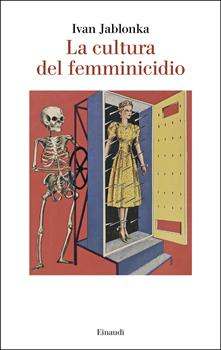 Ivan Jablonka
La cultura
del femminicidio
Einaudi